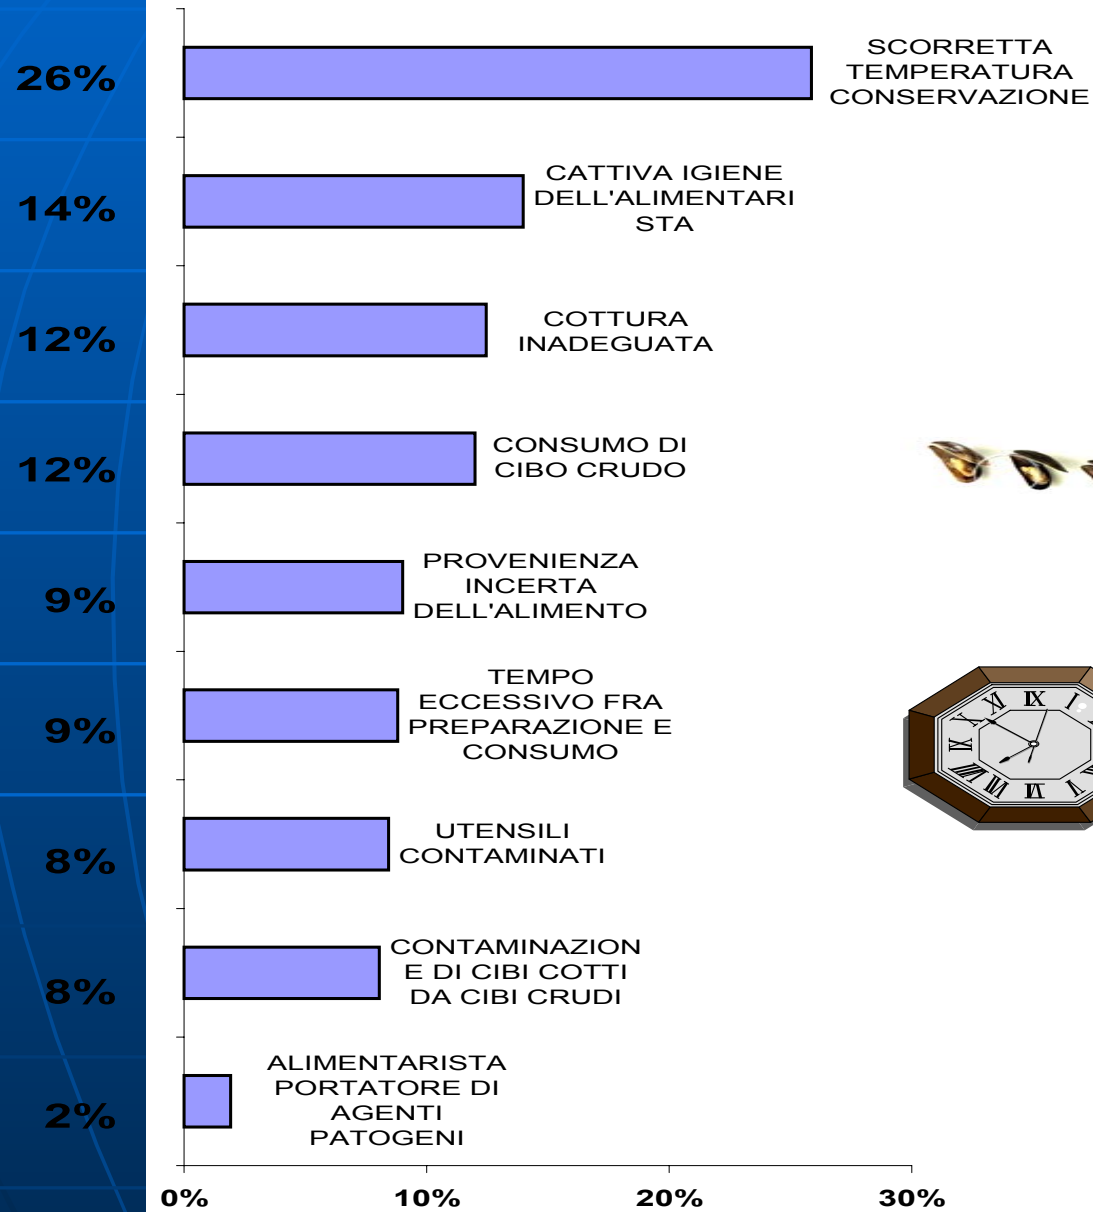 26%
SCORRETTA
TEMPERATURA
CONSERVAZIONE
14%
CATTIVA IGIENE
DELL'ALIMENTARI
STA
12%
COTTURA
INADEGUATA
12%
CONSUMO DI
CIBO CRUDO
9%
PROVENIENZA
INCERTA
DELL'ALIMENTO
9%
TEMPO
ECCESSIVO FRA
PREPARAZIONE E
CONSUMO
8%
UTENSILI
CONTAMINATI
8%
CONTAMINAZION
E DI CIBI COTTI
DA CIBI CRUDI
2%
ALIMENTARISTA
PORTATORE DI
AGENTI
PATOGENI
0% 10% 20% 30%